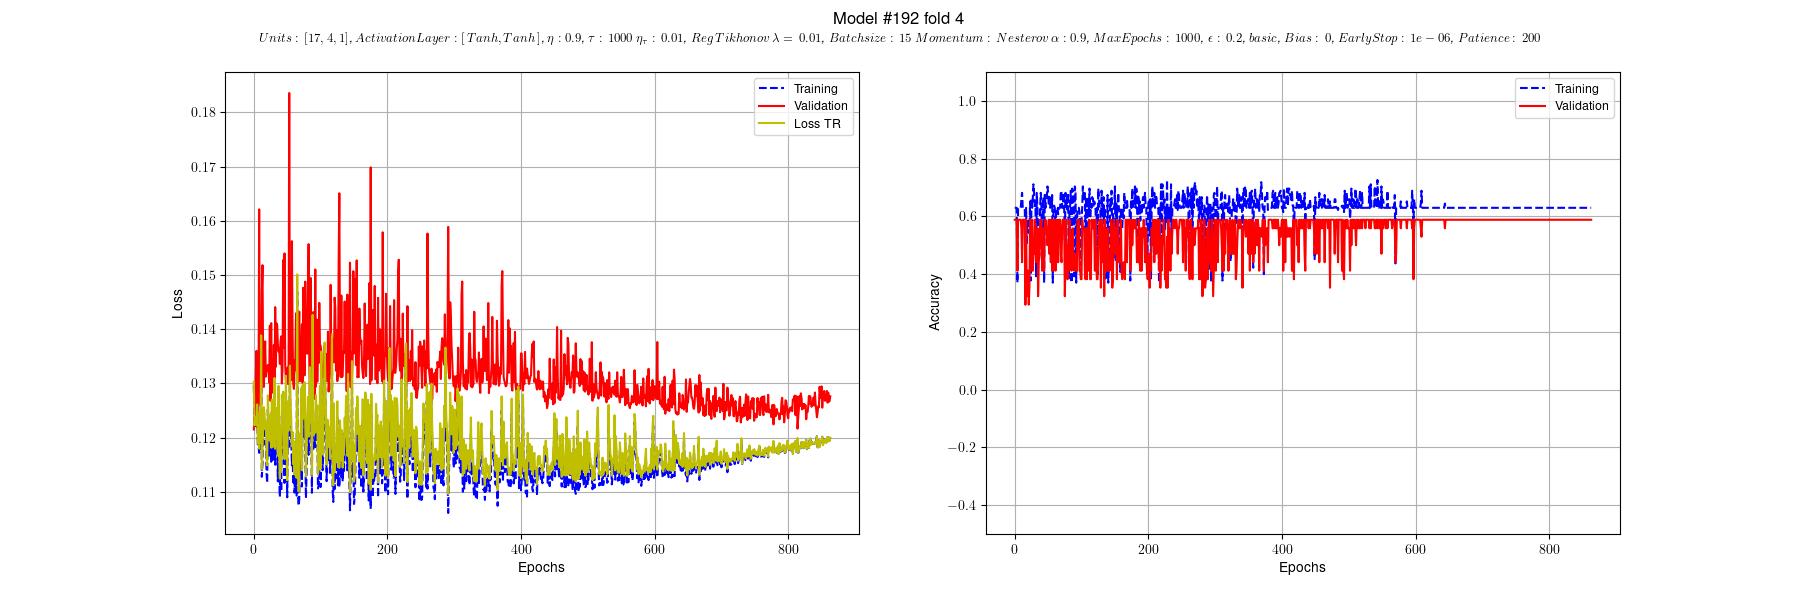 Model #192 fold 4
Units : [17, 4, 1], ActivationLayer : [Tanh, Tanh], η : 0.9, τ : 1000 η_τ : 0.01, RegTikhonov λ = 0.01, Batchsize : 15 Momentum : Nesterov α : 0.9, MaxEpochs : 1000, ϵ : 0.2, basic, Bias : 0, EarlyStop : 1e − 06, Patience : 200
Training
Validation
Loss TR
0.18
0.17
0.16
0.15
0.14
0.13
0.12
0.11
Loss
0 200 400 600 800
Epochs
Training
Validation
1.0
0.8
0.6
0.4
0.2
0.0
−0.2
−0.4
Accuracy
0 200 400 600 800
Epochs